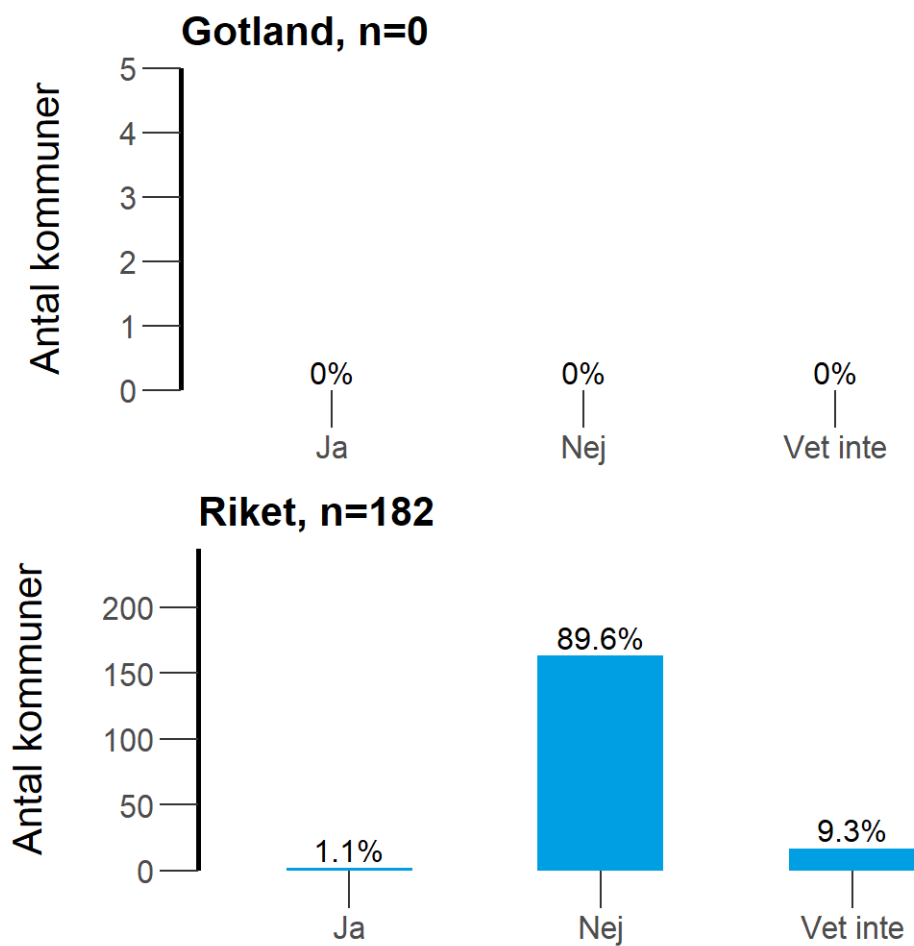 Gotland, n=0
Antal kommuner
5
4
3
2
1
0
0% 0% 0%
Ja Nej Vet inte
Riket, n=182
Antal kommuner
200
150
100
50
0
1.1% 89.6% 9.3%
Ja Nej Vet inte